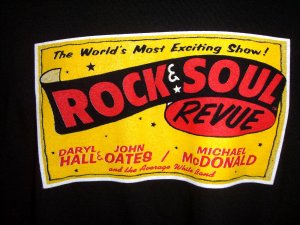 The World's Most Exciting Show!
ROCK & SOUL
REVUE
DARYL JOHN MICHAEL
HALL & OATES / McDONALD
and the Average White Band